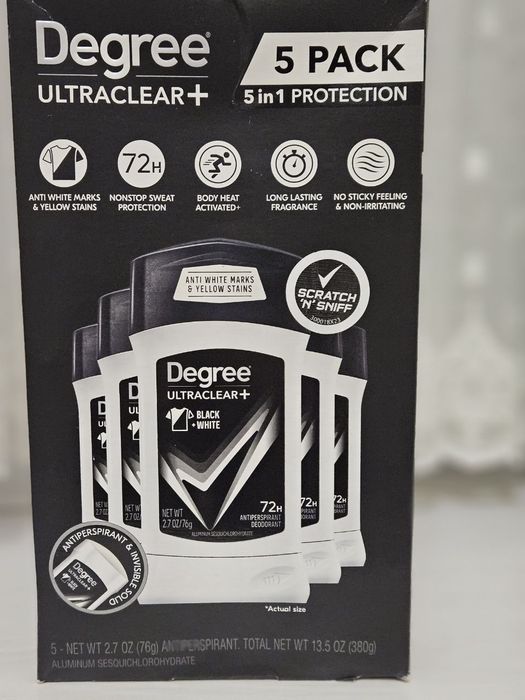 Degree®
ULTRACLEAR+
5 PACK
5in1 PROTECTION
72H
ANTI WHITE MARKS
& YELLOW STAINS
NONSTOP SWEAT
PROTECTION
BODY HEAT
ACTIVATED+
LONG LASTING
FRAGRANCE
NO STICKY FEELING
& NON-IRRITATING
ANTI WHITE MARKS
& YELLOW STAINS
SCRATCH
'N' SNIFF
Degree®
ULTRACLEAR+
BLACK
+ WHITE
NET WT
2.7 OZ/76g
72H
ANTIPERSPIRANT
DEODORANT
ALUMINUM SESQUICHLOROHYDRATE
ANTIPERSPIRANT & INVISIBLE SOLID
Degree
ULTRACLEAR+
*Actual size
5 - NET WT 2.7 OZ (76g) ANTIPERSPIRANT. TOTAL NET WT 13.5 OZ (380g)
ALUMINUM SESQUICHLOROHYDRATE